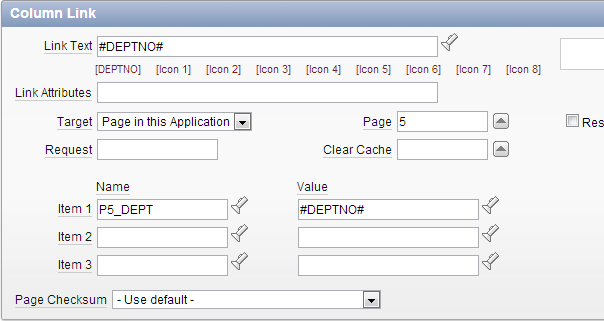 Column Link
Link Text #DEPTNO#
[DEPTNO] [Icon 1] [Icon 2] [Icon 3] [Icon 4] [Icon 5] [Icon 6] [Icon 7] [Icon 8]
Link Attributes
Target Page in this Application Page 5 Res
Request Clear Cache
Name Value
Item 1 P5_DEPT #DEPTNO#
Item 2
Item 3
Page Checksum - Use default -